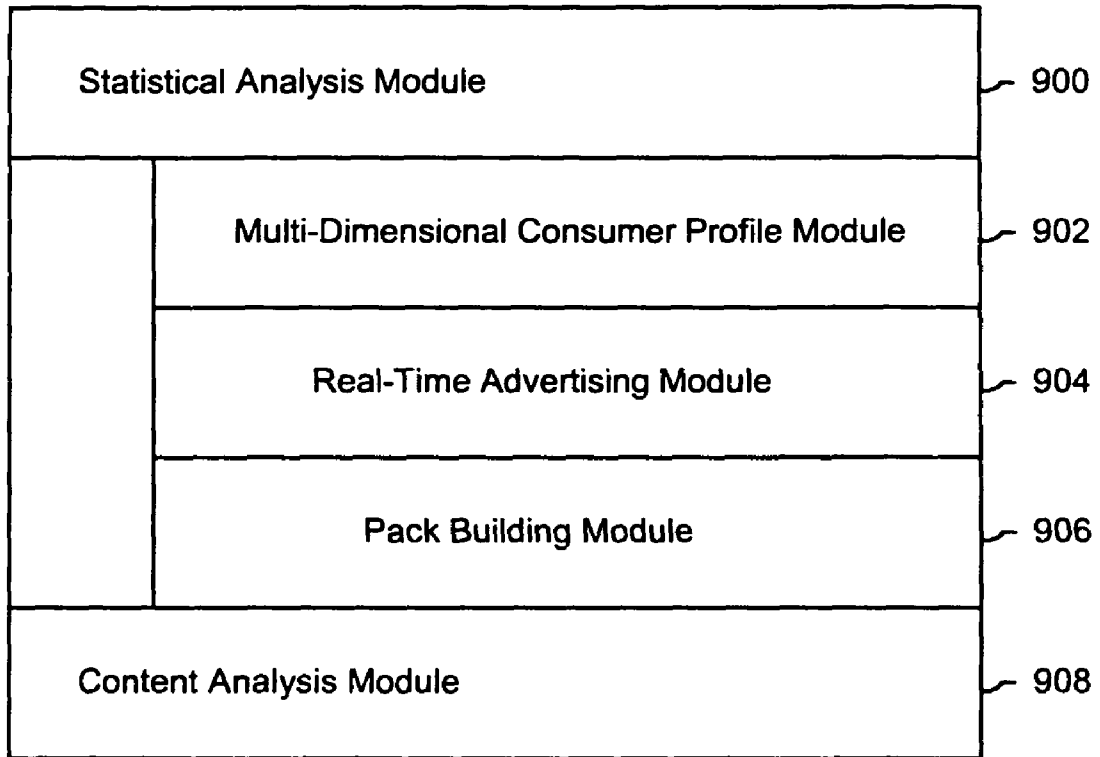 Statistical Analysis Module 900
Multi-Dimensional Consumer Profile Module 902
Real-Time Advertising Module 904
Pack Building Module 906
Content Analysis Module 908